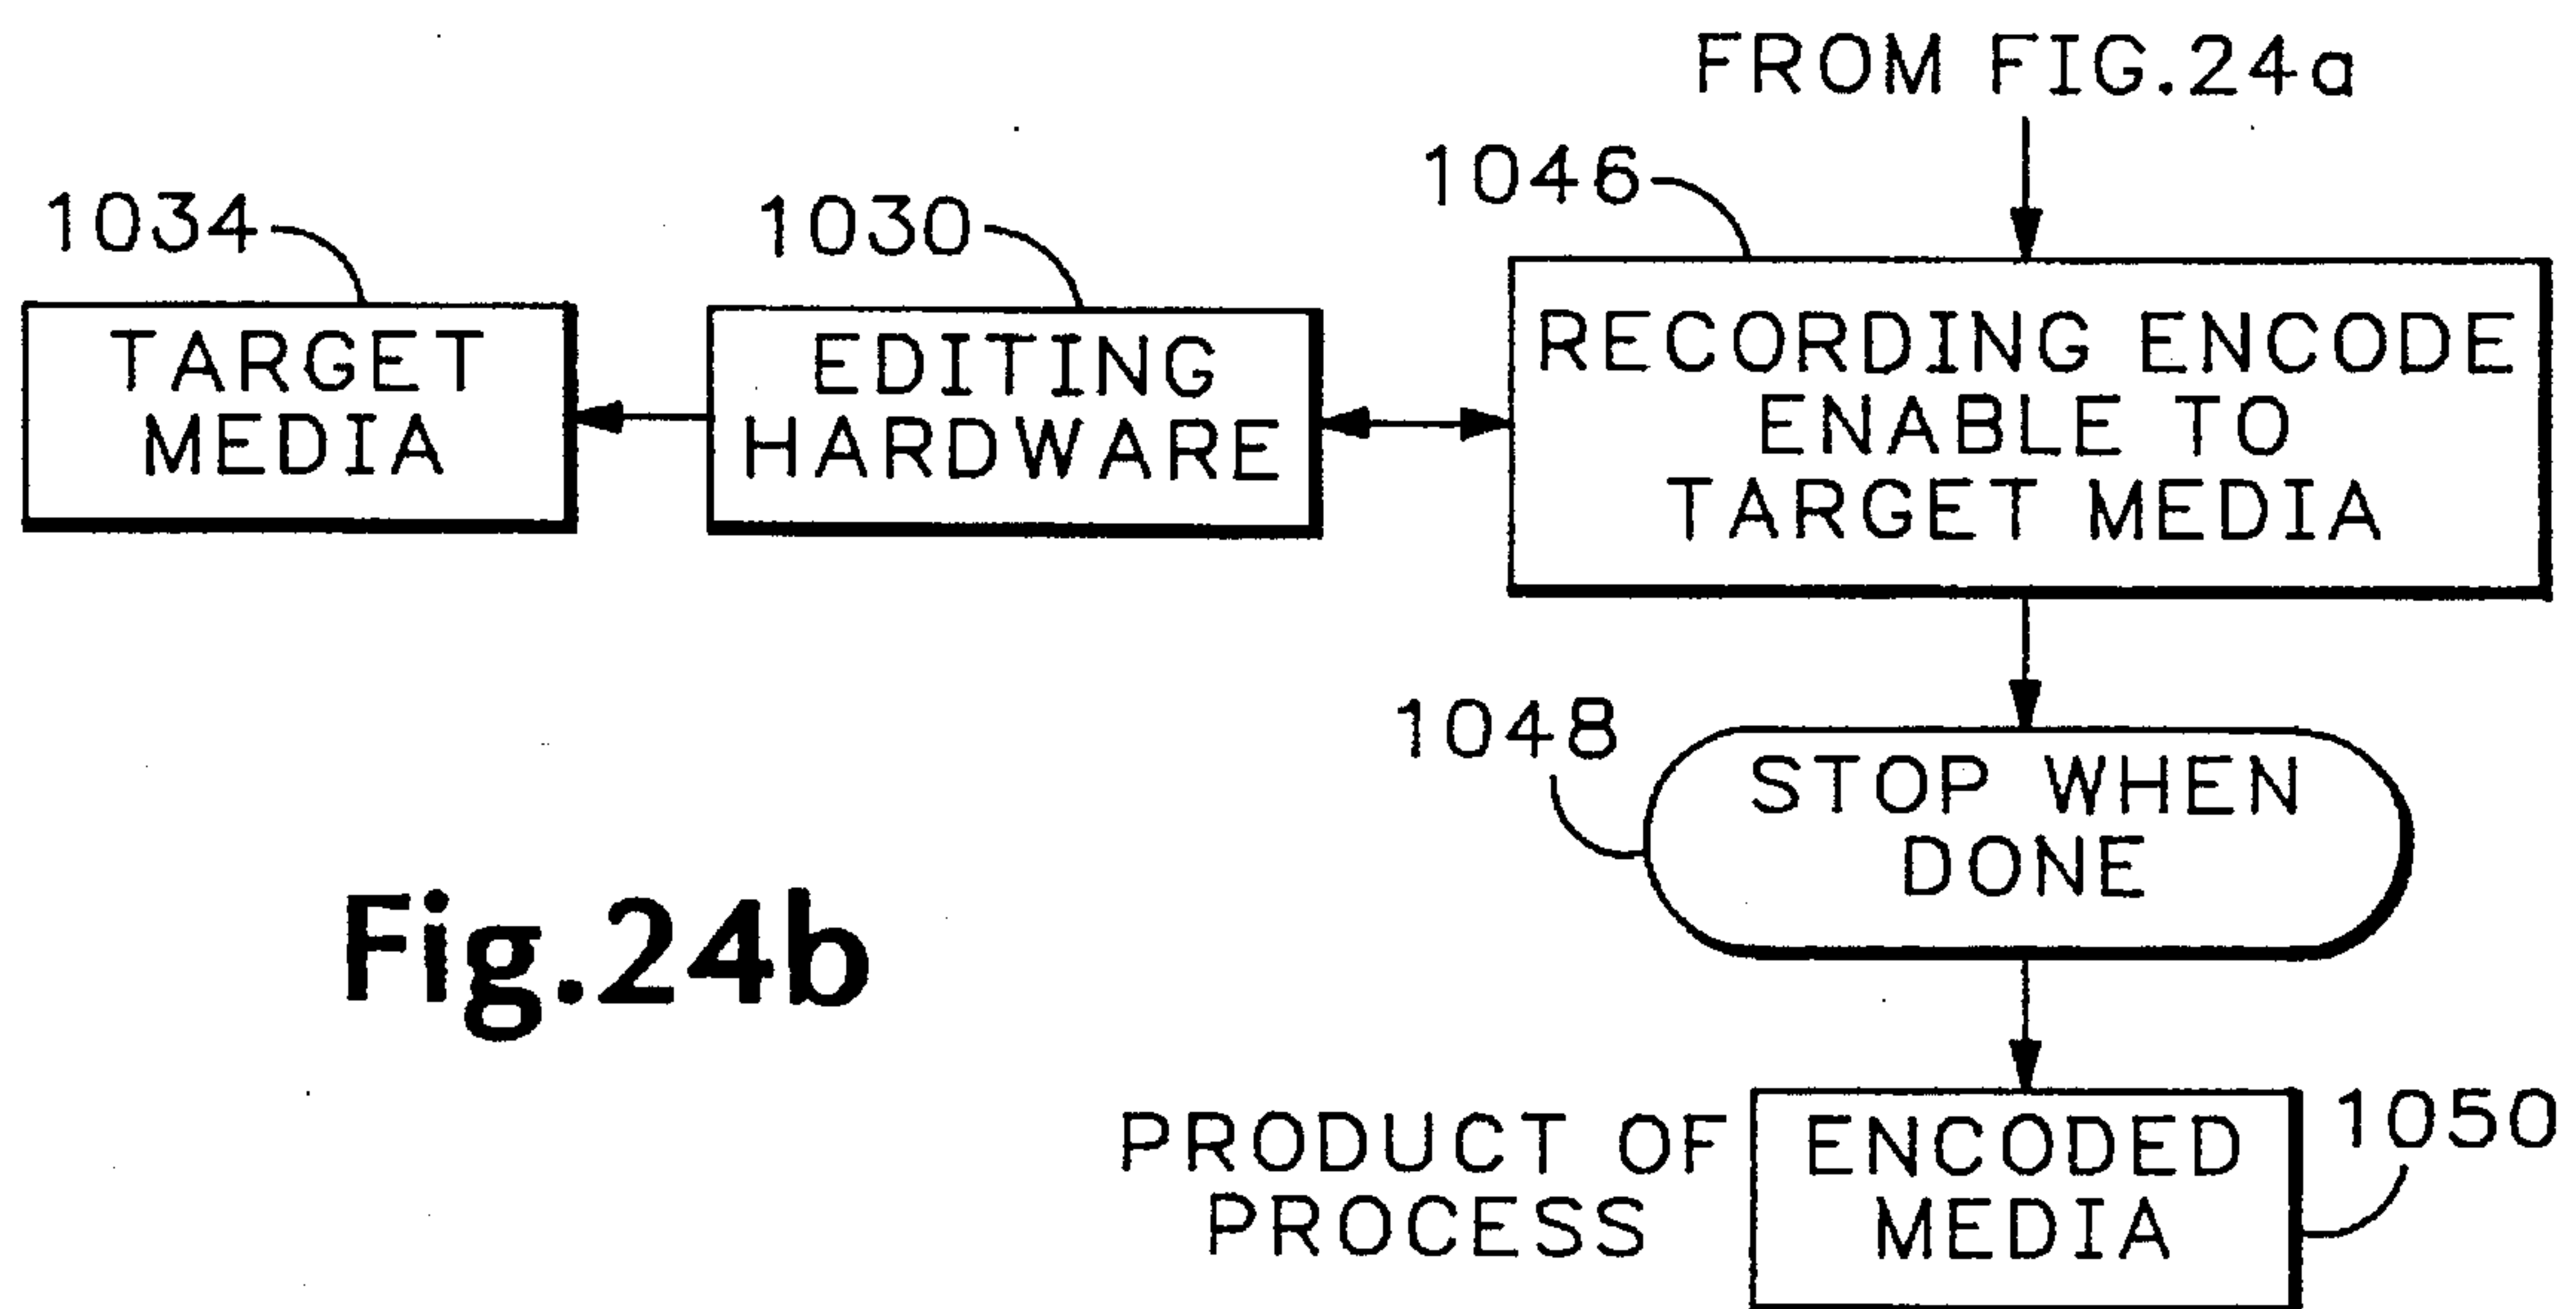 FROM FIG.24a
1046
1034
1030
TARGET
MEDIA
EDITING
HARDWARE
RECORDING ENCODE
ENABLE TO
TARGET MEDIA
1048
STOP WHEN
DONE
Fig.24b
PRODUCT OF
PROCESS
ENCODED
MEDIA
1050